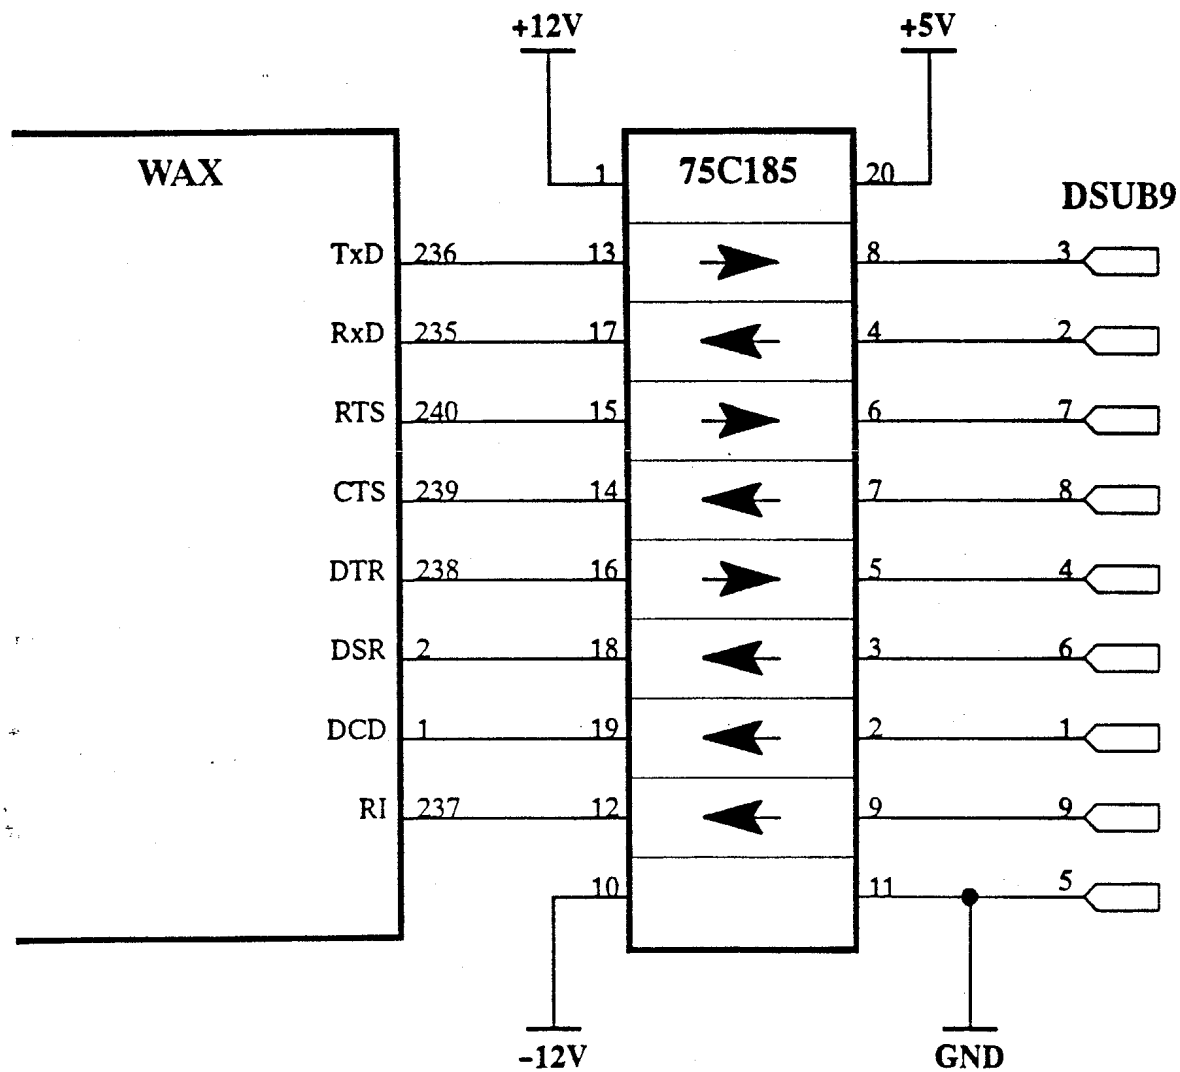 +12V +5V
WAX 75C185 DSUB9
1 20
TxD 236 13 8 3
RxD 235 17 4 2
RTS 240 15 6 7
CTS 239 14 7 8
DTR 238 16 5 4
DSR 2 18 3 6
DCD 1 19 2 1
RI 237 12 9 9
10 11 5
-12V GND